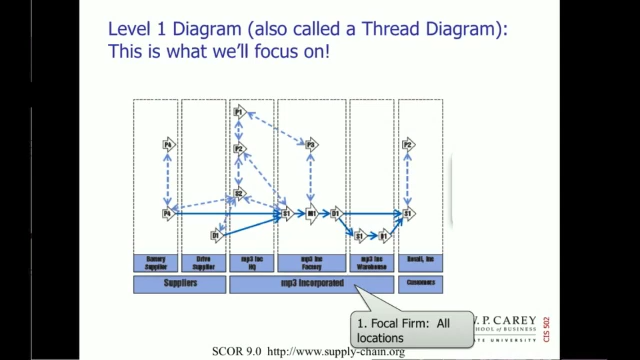 Level 1 Diagram (also called a Thread Diagram):
This is what we'll focus on!
P1
P4
P2
P3
P2
S2
P4
S1
M1
D1
S1
D1
S1
D1
Battery
Supplier
Drive
Supplier
mp3 Inc
HQ
mp3 Inc
Factory
mp3 Inc
Warehouse
Retail, Inc
Suppliers
mp3 Incorporated
Customers
1. Focal Firm: All
locations
W. P. CAREY
SCHOOL of BUSINESS
STATE UNIVERSITY
CIS 502
SCOR 9.0 http://www.supply-chain.org